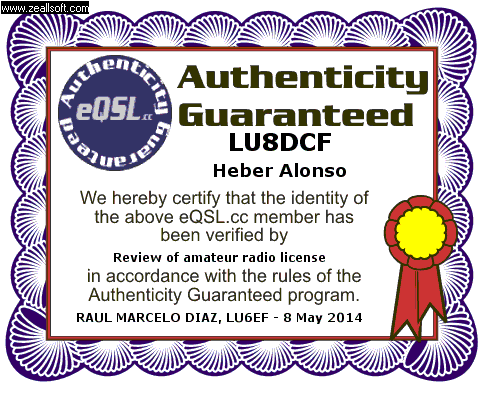 www.zeallsoft.com
Authenticity Guaranteed
eQSL.cc
Authenticity
Guaranteed
LU8DCF
Heber Alonso
We hereby certify that the identity of
the above eQSL.cc member has
been verified by
Review of amateur radio license
in accordance with the rules of the
Authenticity Guaranteed program.
RAUL MARCELO DIAZ, LU6EF - 8 May 2014